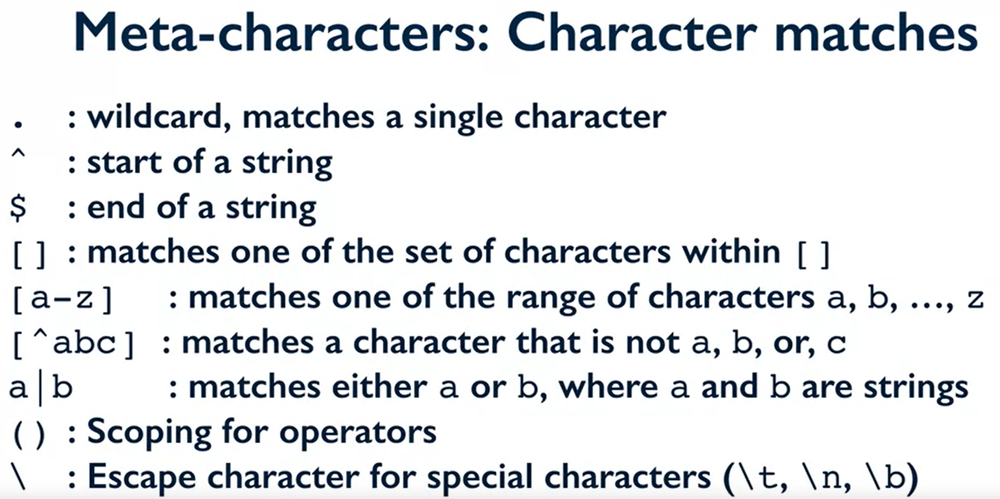 Meta-characters: Character matches
. : wildcard, matches a single character
^ : start of a string
$ : end of a string
[] : matches one of the set of characters within []
[a-z] : matches one of the range of characters a, b, …, z
[^abc] : matches a character that is not a, b, or, c
a|b : matches either a or b, where a and b are strings
() : Scoping for operators
\ : Escape character for special characters (\t, \n, \b)